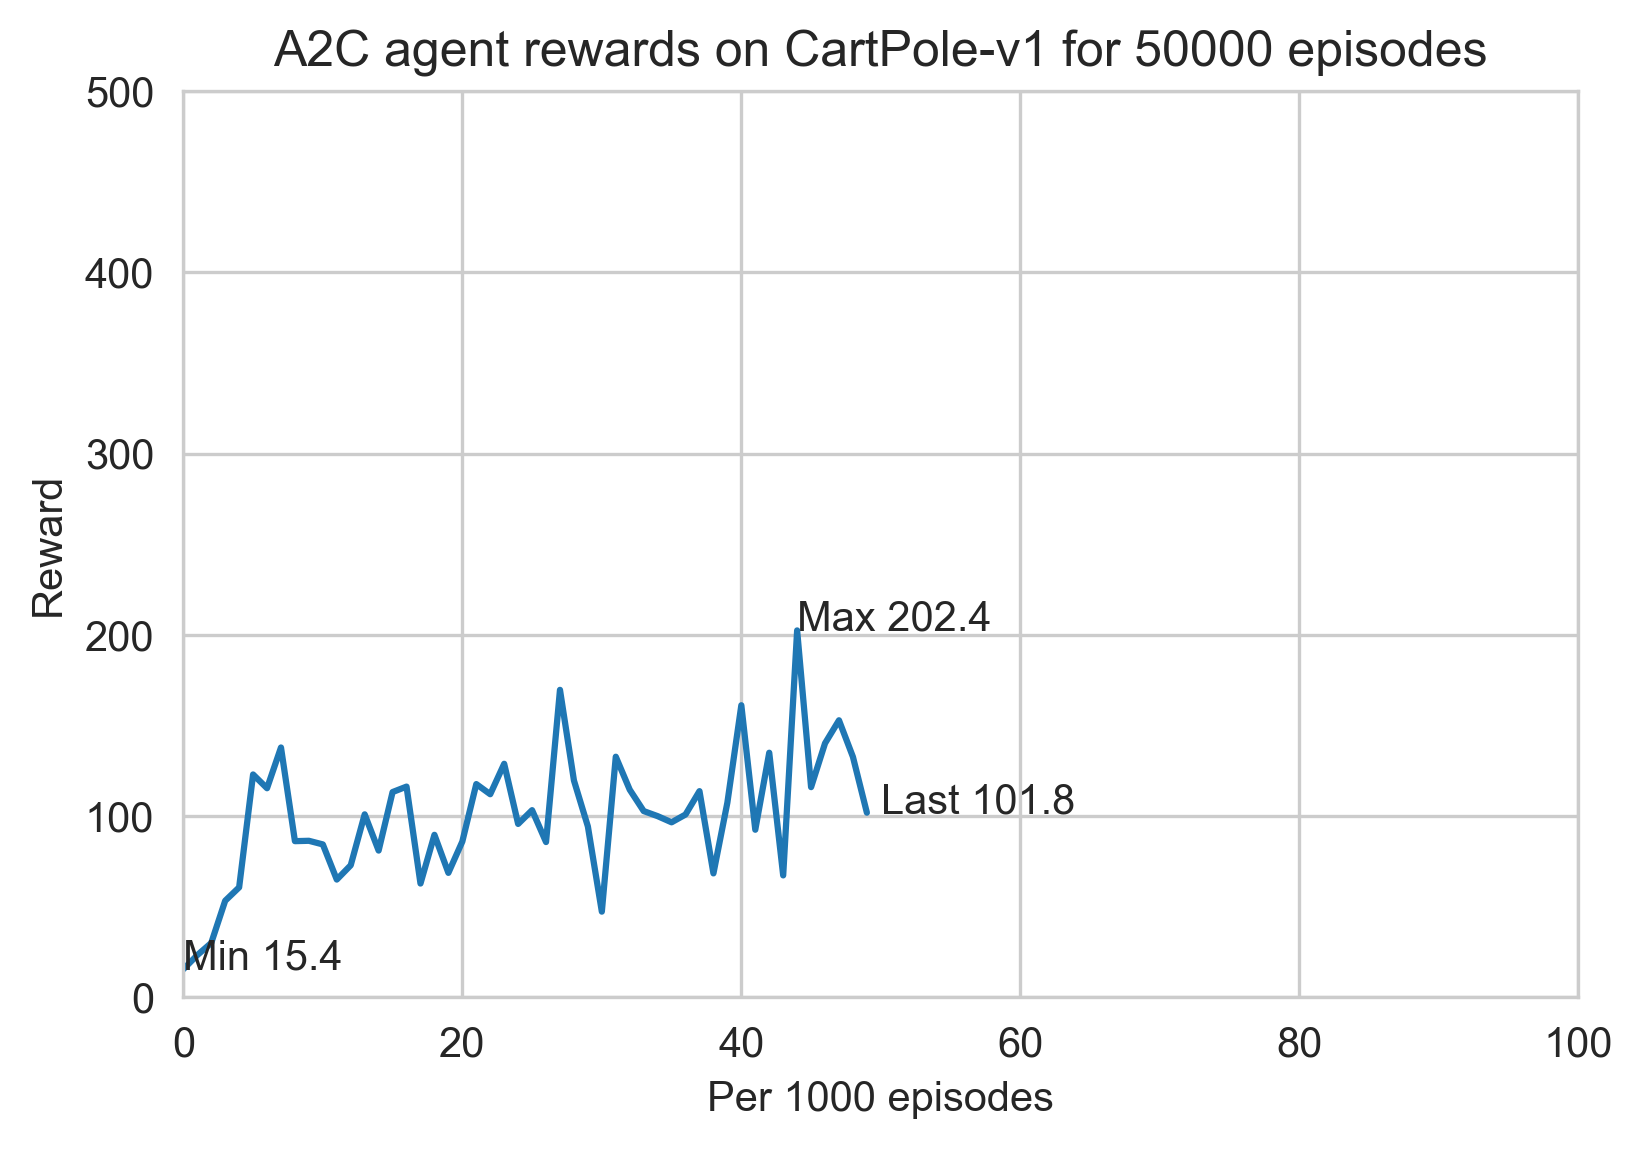 A2C agent rewards on CartPole-v1 for 50000 episodes
500
400
300
200
100
0
Reward
Max 202.4
Last 101.8
Min 15.4
0 20 40 60 80 100
Per 1000 episodes